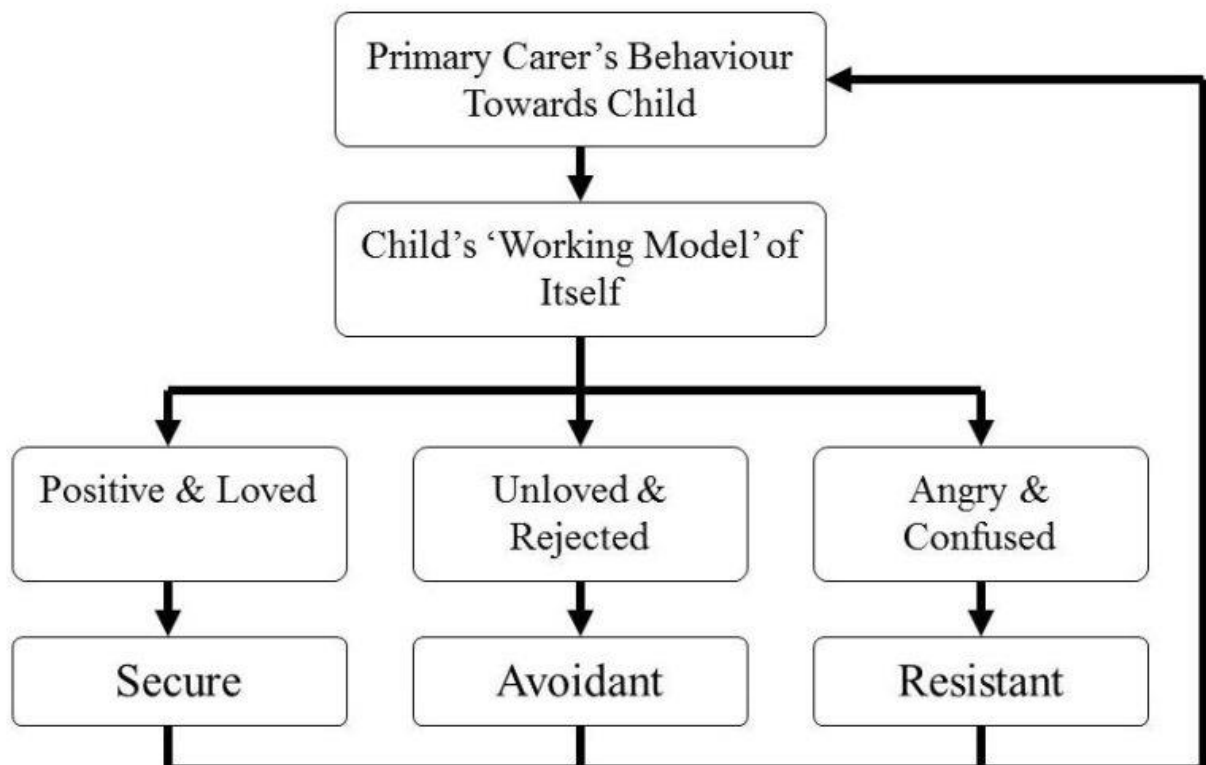 Primary Carer’s Behaviour
Towards Child
Child’s ‘Working Model’ of
Itself
Positive & Loved
Unloved &
Rejected
Angry &
Confused
Secure
Avoidant
Resistant